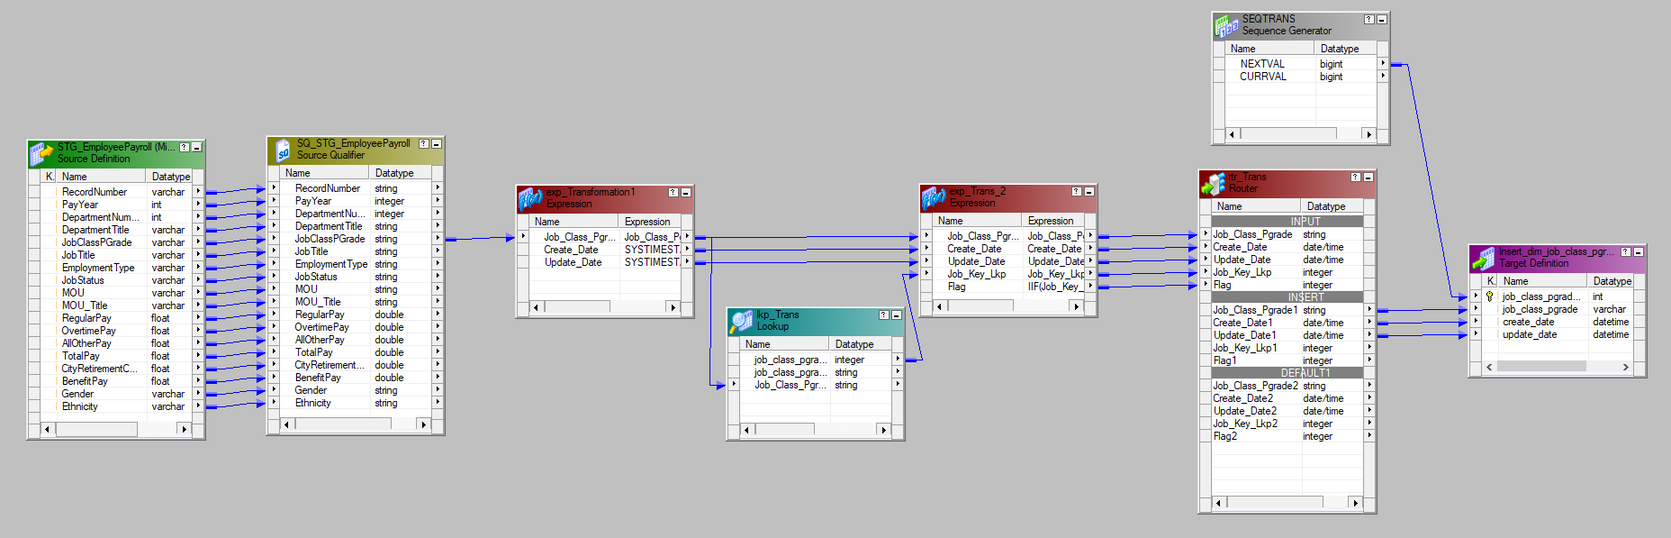 STG_EmployeePayroll (Mi...
Source Definition
K. Name Datatype
RecordNumber varchar
PayYear int
DepartmentNum... int
DepartmentTitle varchar
JobClassPGrade varchar
JobTitle varchar
EmploymentType varchar
JobStatus varchar
MOU varchar
MOU_Title varchar
RegularPay float
OvertimePay float
AllOtherPay float
TotalPay float
CityRetirementC... float
BenefitPay float
Gender varchar
Ethnicity varchar
SQ_STG_EmployeePayroll
Source Qualifier
Name Datatype
RecordNumber string
PayYear integer
DepartmentNu... integer
DepartmentTitle string
JobClassPGrade string
JobTitle string
EmploymentType string
JobStatus string
MOU string
MOU_Title string
RegularPay double
OvertimePay double
AllOtherPay double
TotalPay double
CityRetirement... double
BenefitPay double
Gender string
Ethnicity string
exp_Transformation1
Expression
Name Expression
Job_Class_Pgr... Job_Class_P
Create_Date SYSTIMEST
Update_Date SYSTIMEST
lkp_Trans
Lookup
Name Datatype
job_class_pgra... integer
job_class_pgra... string
Job_Class_Pgr... string
exp_Trans_2
Expression
Name Expression
Job_Class_Pgr... Job_Class_P
Create_Date Create_Date
Update_Date Update_Date
Job_Key_Lkp Job_Key_Lkp
Flag IIF(Job_Key_
SEQTRANS
Sequence Generator
Name Datatype
NEXTVAL bigint
CURRVAL bigint
rtr_Trans
Router
Name Datatype
INPUT
Job_Class_Pgrade string
Create_Date date/time
Update_Date date/time
Job_Key_Lkp integer
Flag integer
INSERT
Job_Class_Pgrade1 string
Create_Date1 date/time
Update_Date1 date/time
Job_Key_Lkp1 integer
Flag1 integer
DEFAULT1
Job_Class_Pgrade2 string
Create_Date2 date/time
Update_Date2 date/time
Job_Key_Lkp2 integer
Flag2 integer
Insert_dim_job_class_pgr...
Target Definition
K. Name Datatype
job_class_pgrad... int
job_class_pgrade varchar
create_date datetime
update_date datetime